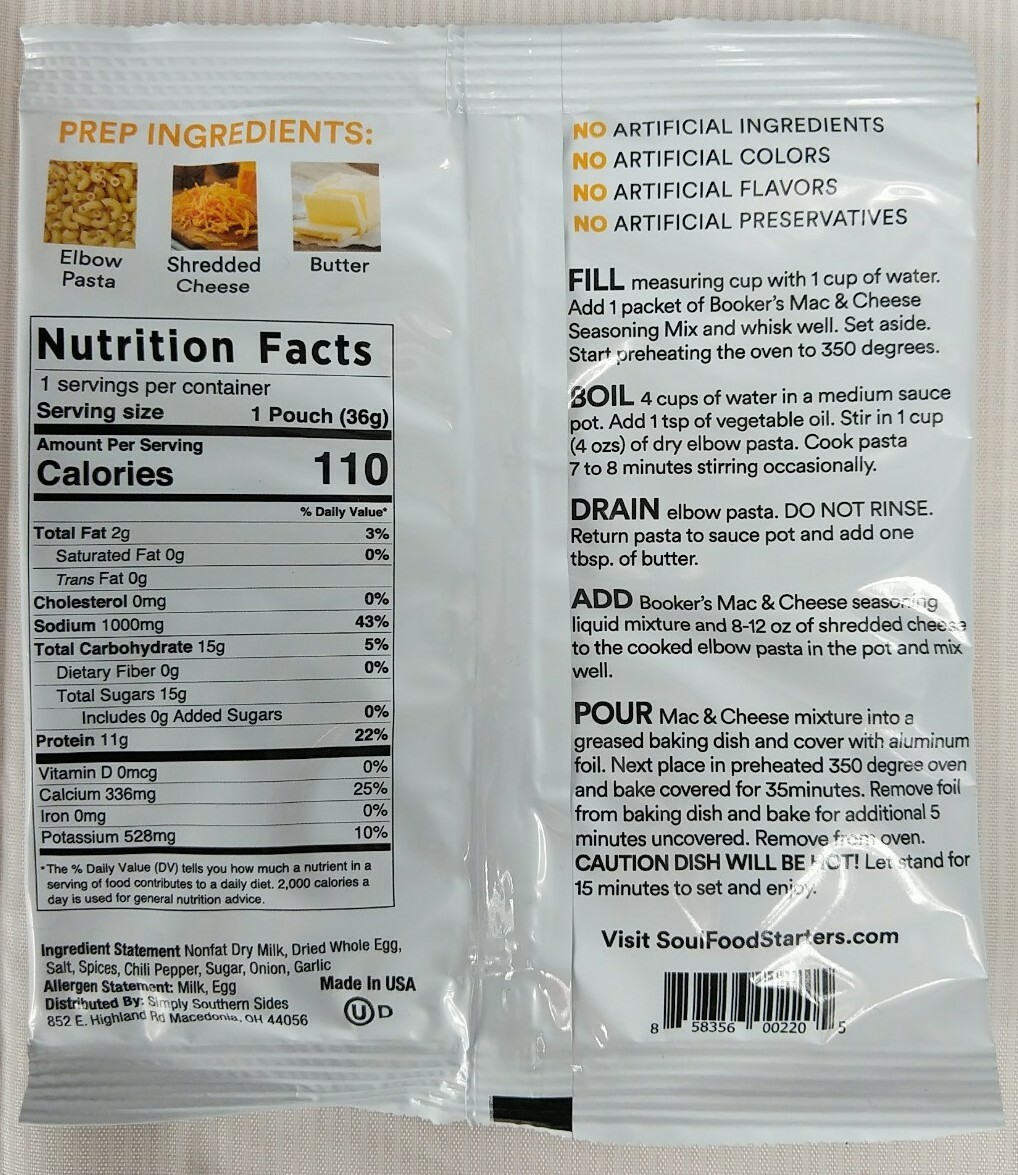 PREP INGREDIENTS:
Elbow
Pasta
Shredded
Cheese
Butter
Nutrition Facts
1 servings per container
Serving size 1 Pouch (36g)
Amount Per Serving
Calories 110
% Daily Value*
Total Fat 2g 3%
Saturated Fat 0g 0%
Trans Fat 0g
Cholesterol 0mg 0%
Sodium 1000mg 43%
Total Carbohydrate 15g 5%
Dietary Fiber 0g 0%
Total Sugars 15g
Includes 0g Added Sugars 0%
Protein 11g 22%
Vitamin D 0mcg 0%
Calcium 336mg 25%
Iron 0mg 0%
Potassium 528mg 10%
*The % Daily Value (DV) tells you how much a nutrient in a
serving of food contributes to a daily diet. 2,000 calories a
day is used for general nutrition advice.
Ingredient Statement Nonfat Dry Milk, Dried Whole Egg,
Salt, Spices, Chili Pepper, Sugar, Onion, Garlic
Allergen Statement: Milk, Egg Made In USA
Distributed By: Simply Southern Sides
852 E. Highland Rd Macedonia, OH 44056
U D
NO ARTIFICIAL INGREDIENTS
NO ARTIFICIAL COLORS
NO ARTIFICIAL FLAVORS
NO ARTIFICIAL PRESERVATIVES
FILL measuring cup with 1 cup of water.
Add 1 packet of Booker's Mac & Cheese
Seasoning Mix and whisk well. Set aside.
Start preheating the oven to 350 degrees.
BOIL 4 cups of water in a medium sauce
pot. Add 1 tsp of vegetable oil. Stir in 1 cup
(4 ozs) of dry elbow pasta. Cook pasta
7 to 8 minutes stirring occasionally.
DRAIN elbow pasta. DO NOT RINSE.
Return pasta to sauce pot and add one
tbsp. of butter.
ADD Booker's Mac & Cheese seasoning
liquid mixture and 8-12 oz of shredded cheese
to the cooked elbow pasta in the pot and mix
well.
POUR Mac & Cheese mixture into a
greased baking dish and cover with aluminum
foil. Next place in preheated 350 degree oven
and bake covered for 35minutes. Remove foil
from baking dish and bake for additional 5
minutes uncovered. Remove from oven.
CAUTION DISH WILL BE HOT! Let stand for
15 minutes to set and enjoy.
Visit SoulFoodStarters.com
8 58356 00220 5